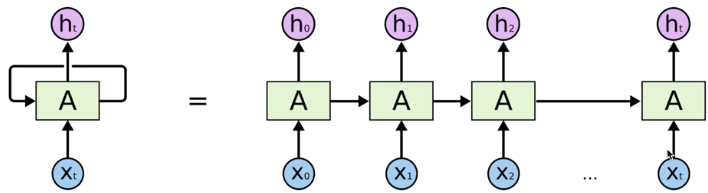 hₜ h₀ h₁ h₂ hₜ
A = A A A A
xₜ x₀ x₁ x₂ ... xₜ